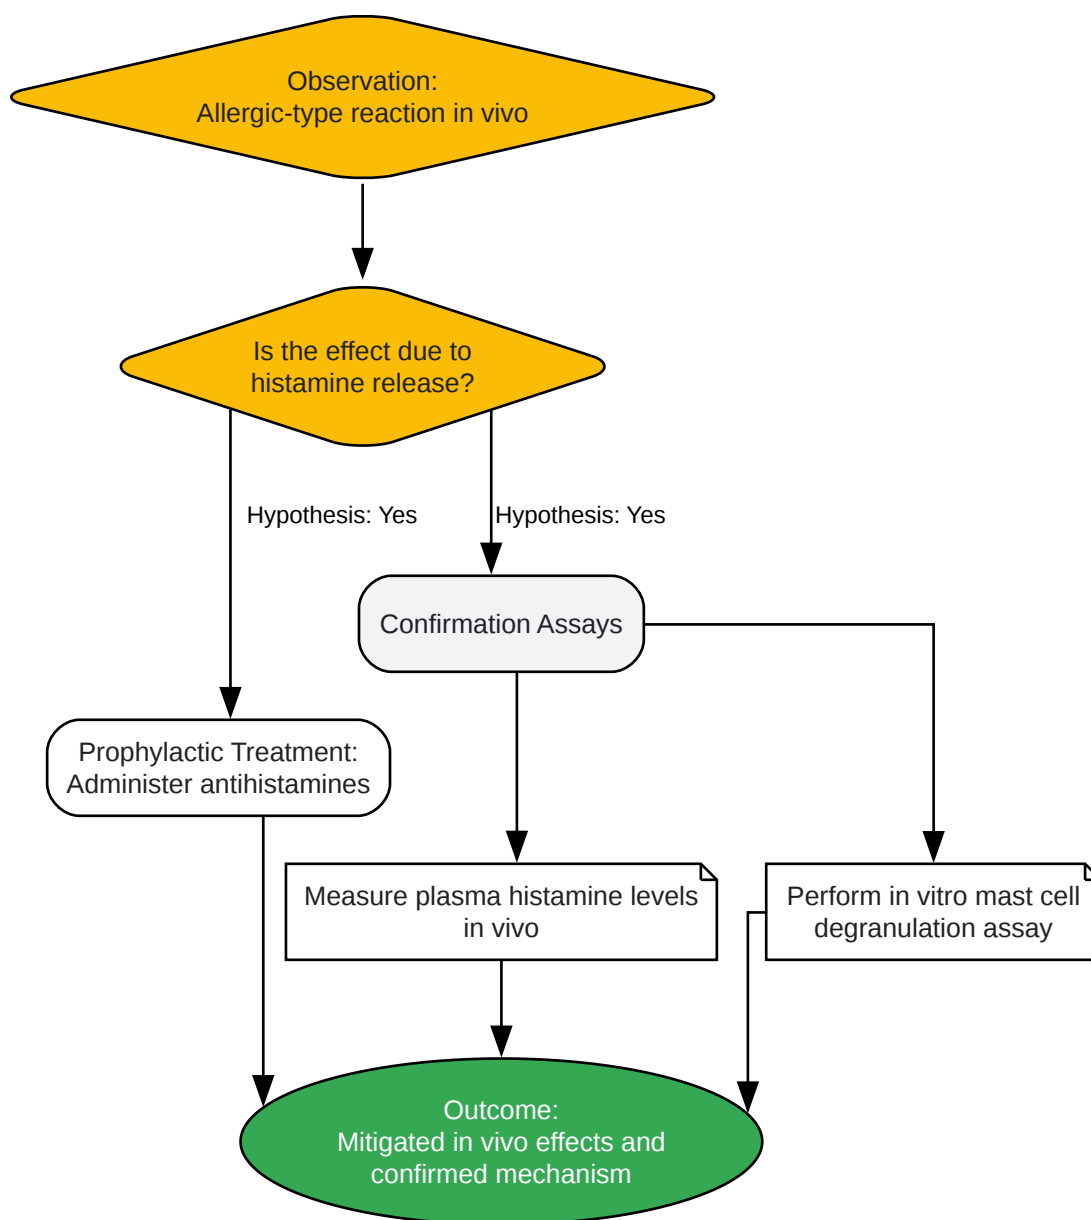 Observation:
Allergic-type reaction in vivo
Is the effect due to
histamine release?
Hypothesis: Yes
Hypothesis: Yes
Confirmation Assays
Prophylactic Treatment:
Administer antihistamines
Measure plasma histamine levels
in vivo
Perform in vitro mast cell
degranulation assay
Outcome:
Mitigated in vivo effects and
confirmed mechanism